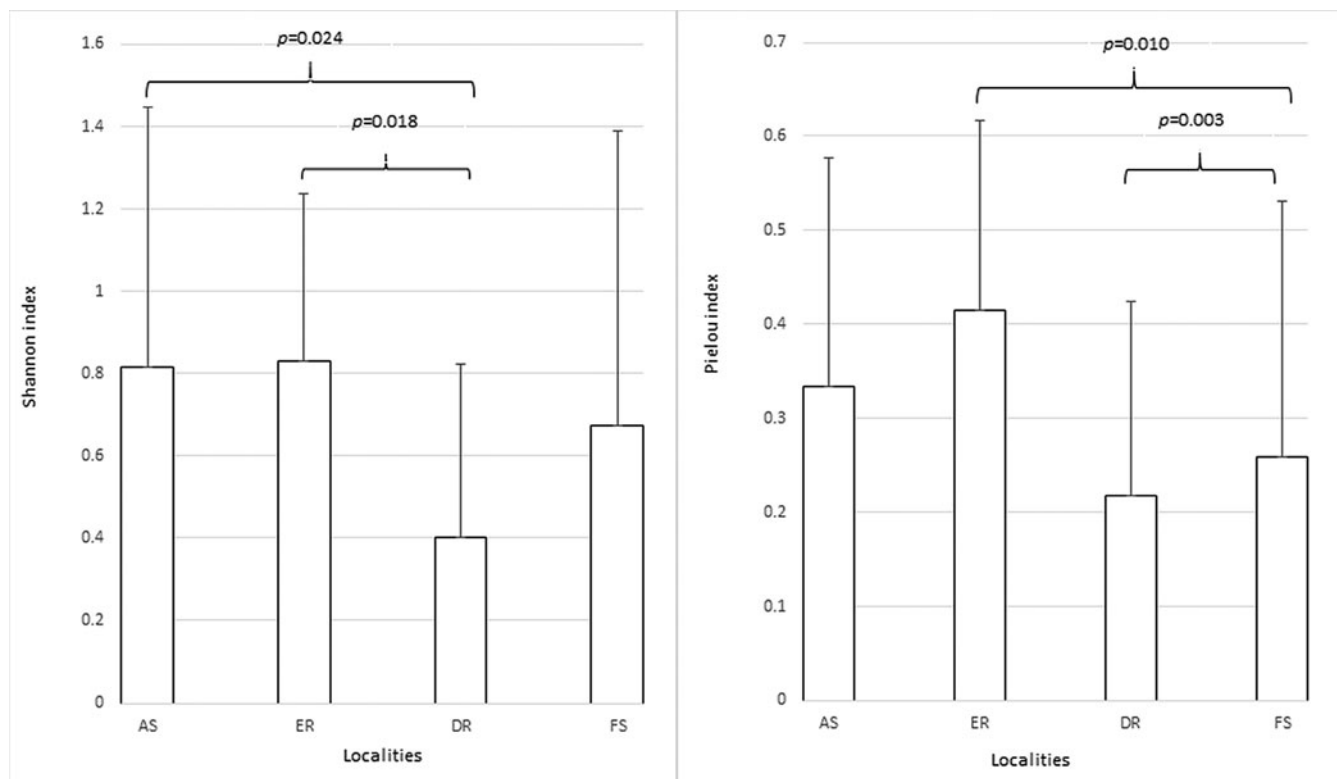 1.6
1.4
1.2
1
0.8
0.6
0.4
0.2
0
Shannon index
p=0.024
p=0.018
AS ER DR FS
Localities
0.7
0.6
0.5
0.4
0.3
0.2
0.1
0
Pielou index
p=0.010
p=0.003
AS ER DR FS
Localities